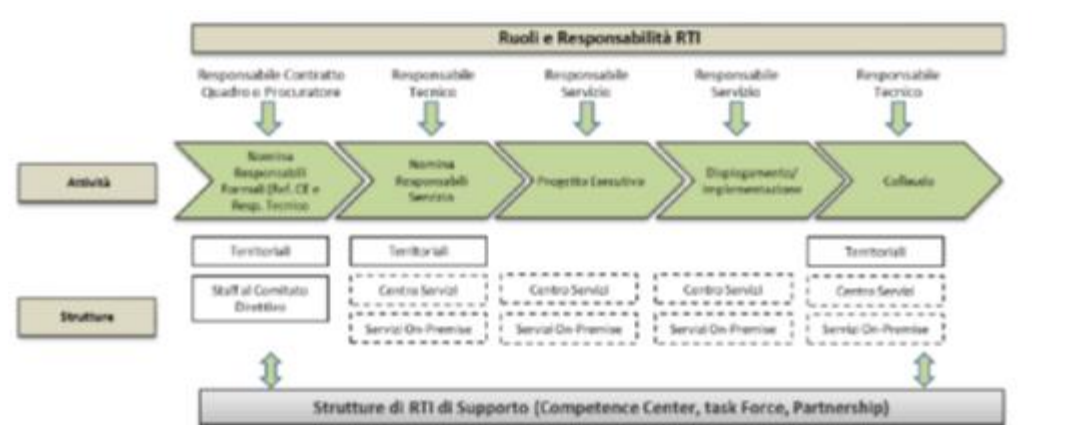 Ruoli e Responsabilità RTI
Responsabile Contratto
Quadro e Procuratore
Responsabile
Tecnico
Responsabile
Servizio
Responsabile
Servizio
Responsabile
Tecnico
Attività
Nomina
Responsabili
Formali (Ref. CE e
Resp. Tecnico
Nomina
Responsabili
Servizio
Progetto Esecutivo
Dispiegamento/
Implementazione
Collaudo
Strutture
Territoriali
Territoriali
Territoriali
Staff al Comitato
Direttivo
Centro Servizi
Centro Servizi
Centro Servizi
Centro Servizi
Servizi On-Premise
Servizi On-Premise
Servizi On-Premise
Servizi On-Premise
Strutture di RTI di Supporto (Competence Center, task Force, Partnership)